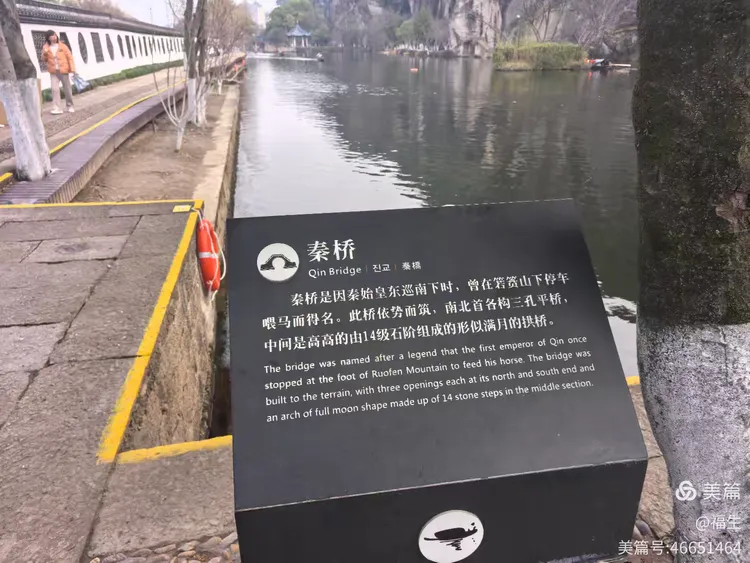 秦桥
Qin Bridge | 진교 | 秦橋
秦桥是因秦始皇东巡南下时，曾在箬篑山下停车
喂马而得名。此桥依势而筑，南北首各构三孔平桥，
中间是高高的由14级石阶组成的形似满月的拱桥。
The bridge was named after a legend that the first emperor of Qin once
stopped at the foot of Ruofen Mountain to feed his horse. The bridge was
built to the terrain, with three openings each at its north and south end and
an arch of full moon shape made up of 14 stone steps in the middle section.
美篇
@福生
美篇号:46651464